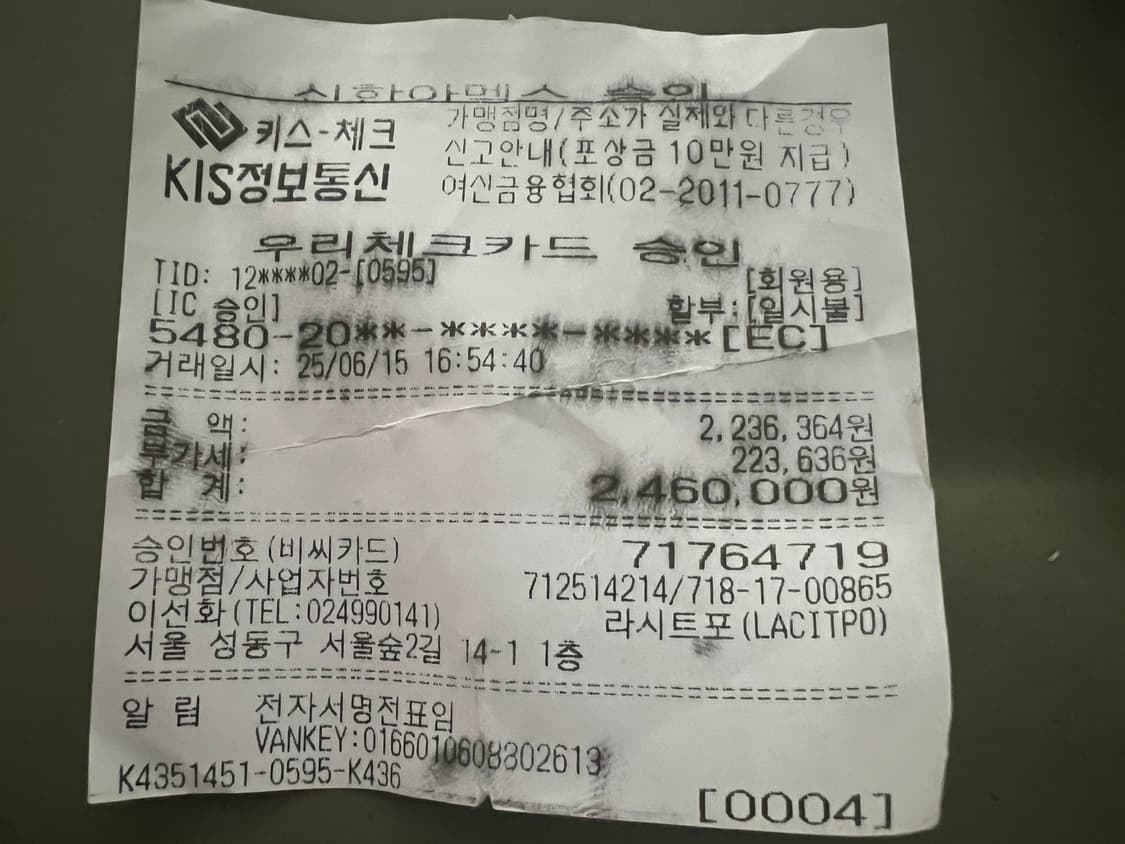 신한아멕스 승인
키스-체크
KIS정보통신
가맹점명/주소가 실제와 다른경우
신고안내(포상금 10만원 지급)
여신금융협회(02-2011-0777)
우리체크카드 승인
TID: 12****02-[0595] [회원용]
[IC 승인] 할부:[일시불]
5480-20**-****-****[EC]
거래일시: 25/06/15 16:54:40
금 액: 2,236,364원
부가세: 223,636원
합 계: 2,460,000원
승인번호(비씨카드) 71764719
가맹점/사업자번호 712514214/718-17-00865
이선화(TEL:024990141) 라시트포(LACITPO)
서울 성동구 서울숲2길 14-1 1층
알 림 전자서명전표임
VANKEY:0166010608302613
K4351451-0595-K436
[0004]